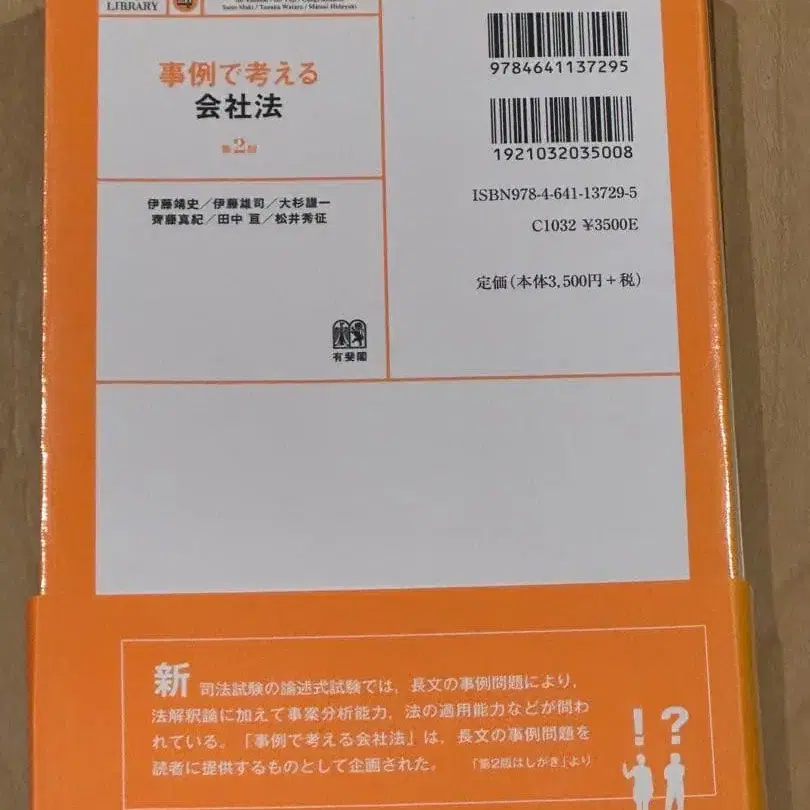 LIBRARY
Saito Maki / Tanaka Wataru / Matsui Hideyuki
事例で考える
会社法
第2版
伊藤靖史／伊藤雄司／大杉謙一
齊藤真紀／田中 亘／松井秀征
有斐閣
9784641137295
1921032035008
ISBN978-4-641-13729-5
C1032 ¥3500E
定価(本体3,500円+税)
新 司法試験の論述式試験では，長文の事例問題により，
法解釈論に加えて事案分析能力，法の適用能力などが問わ
れている。「事例で考える会社法」は，長文の事例問題を
読者に提供するものとして企画された。 「第2版はしがき」より
!?